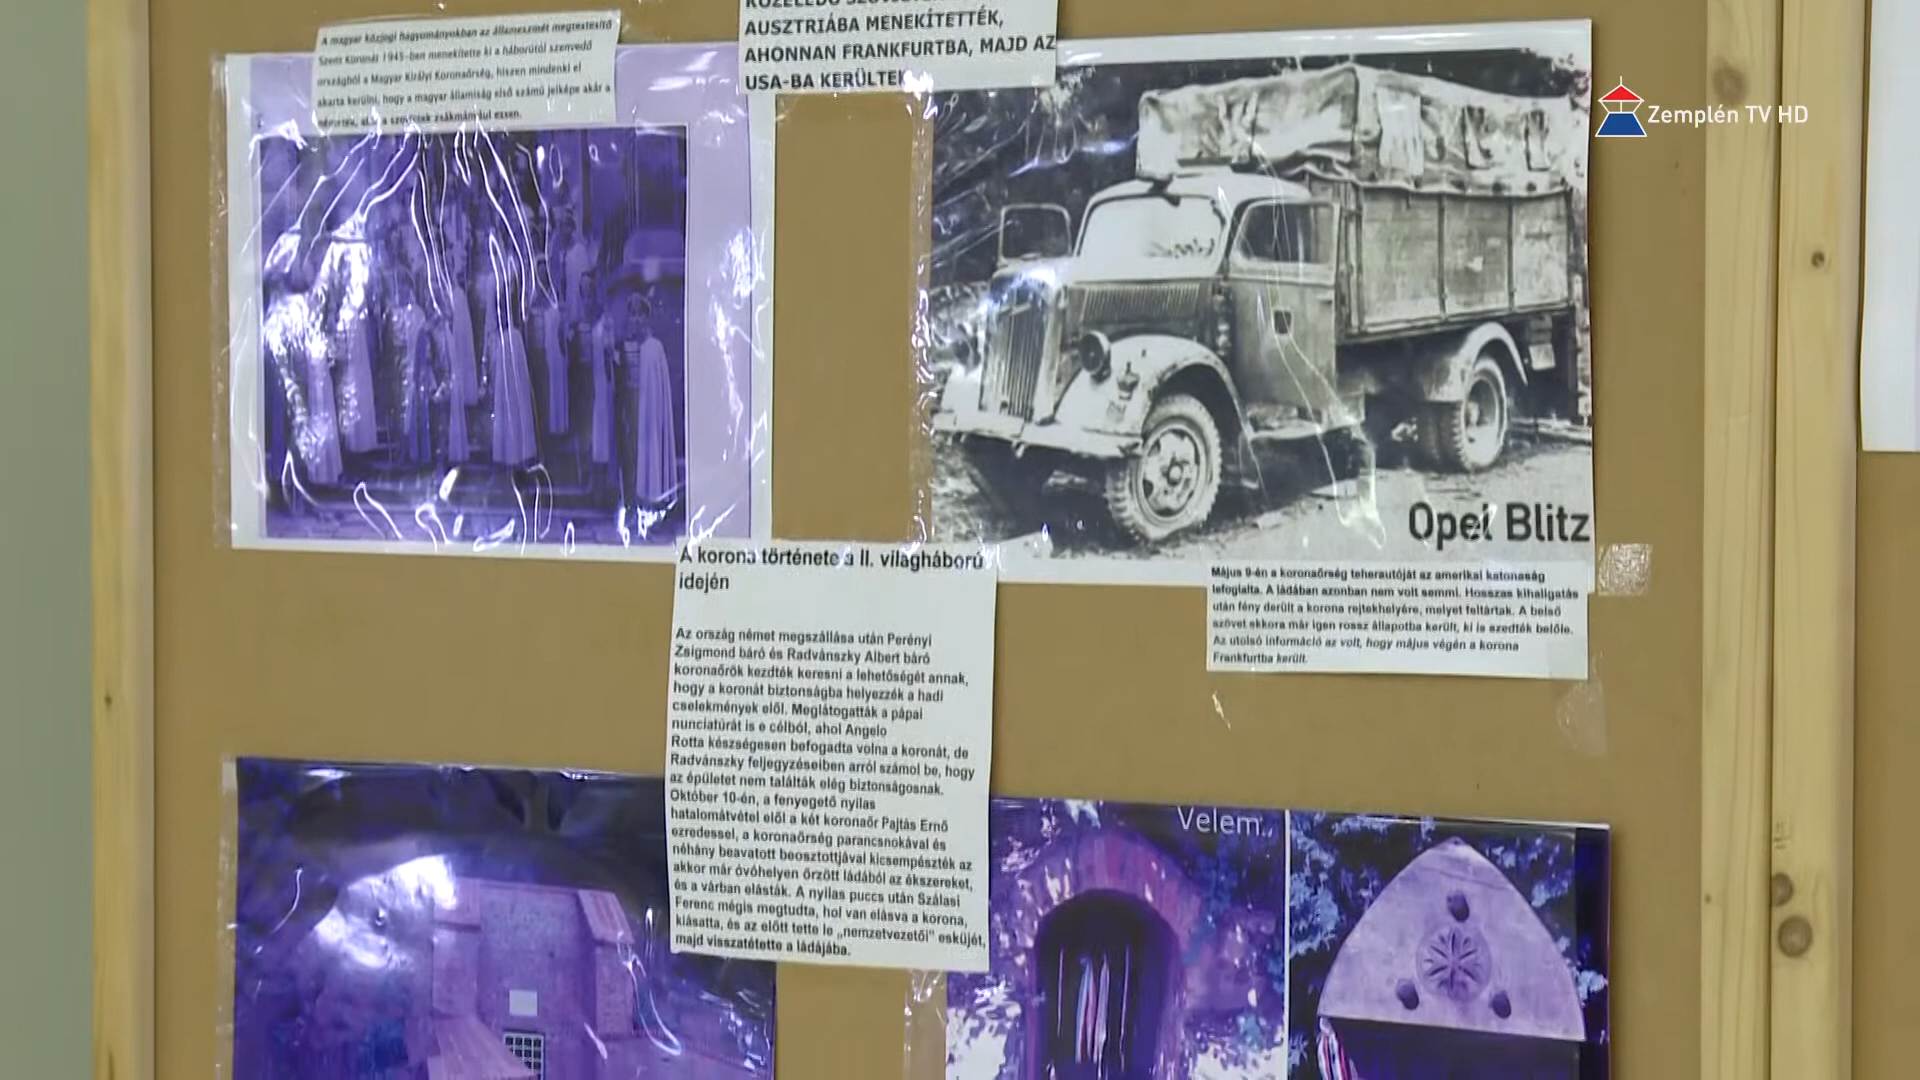 A magyar közjogi hagyományokban az állameszmét megtestesítő
Szent Koronát 1945-ben menekítette ki a háborútól szenvedő
országból a Magyar Királyi Koronaőrség, hiszen mindenki el
akarta kerülni, hogy a magyar államiság első számú jelképe akár a
a szovjetek zsákmányául essen.
AUSZTRIÁBA MENEKÍTETTÉK,
AHONNAN FRANKFURTBA, MAJD AZ
USA-BA KERÜLTEK
Zemplén TV HD
Opel Blitz
Május 9-én a koronaőrség teherautóját az amerikai katonaság
lefoglalta. A ládában azonban nem volt semmi. Hosszas kihallgatás
után fény derült a korona rejtekhelyére, melyet feltártak. A belső
szövet ekkora már igen rossz állapotba került, ki is szedték belőle.
Az utolsó információ az volt, hogy május végén a korona
Frankfurtba került.
A korona története a II. világháború
idején
Az ország német megszállása után Perényi
Zsigmond báró és Radvánszky Albert báró
koronaőrök kezdték keresni a lehetőségét annak,
hogy a koronát biztonságba helyezzék a hadi
cselekmények elől. Meglátogatták a pápai
nunciatúrát is e célból, ahol Angelo
Rotta készségesen befogadta volna a koronát, de
Radvánszky feljegyzéseiben arról számol be, hogy
az épületet nem találták elég biztonságosnak.
Október 10-én, a fenyegető nyilas
hatalomátvétel elől a két koronaőr Pajtás Ernő
ezredessel, a koronaőrség parancsnokával és
néhány beavatott beosztottjával kicsempészték az
akkor már óvóhelyen őrzött ládából az ékszereket,
és a várban elásták. A nyilas puccs után Szálasi
Ferenc mégis megtudta, hol van elásva a korona,
kiásatta, és az előtt tette le „nemzetvezetői” esküjét,
majd visszatétette a ládájába.
Velem